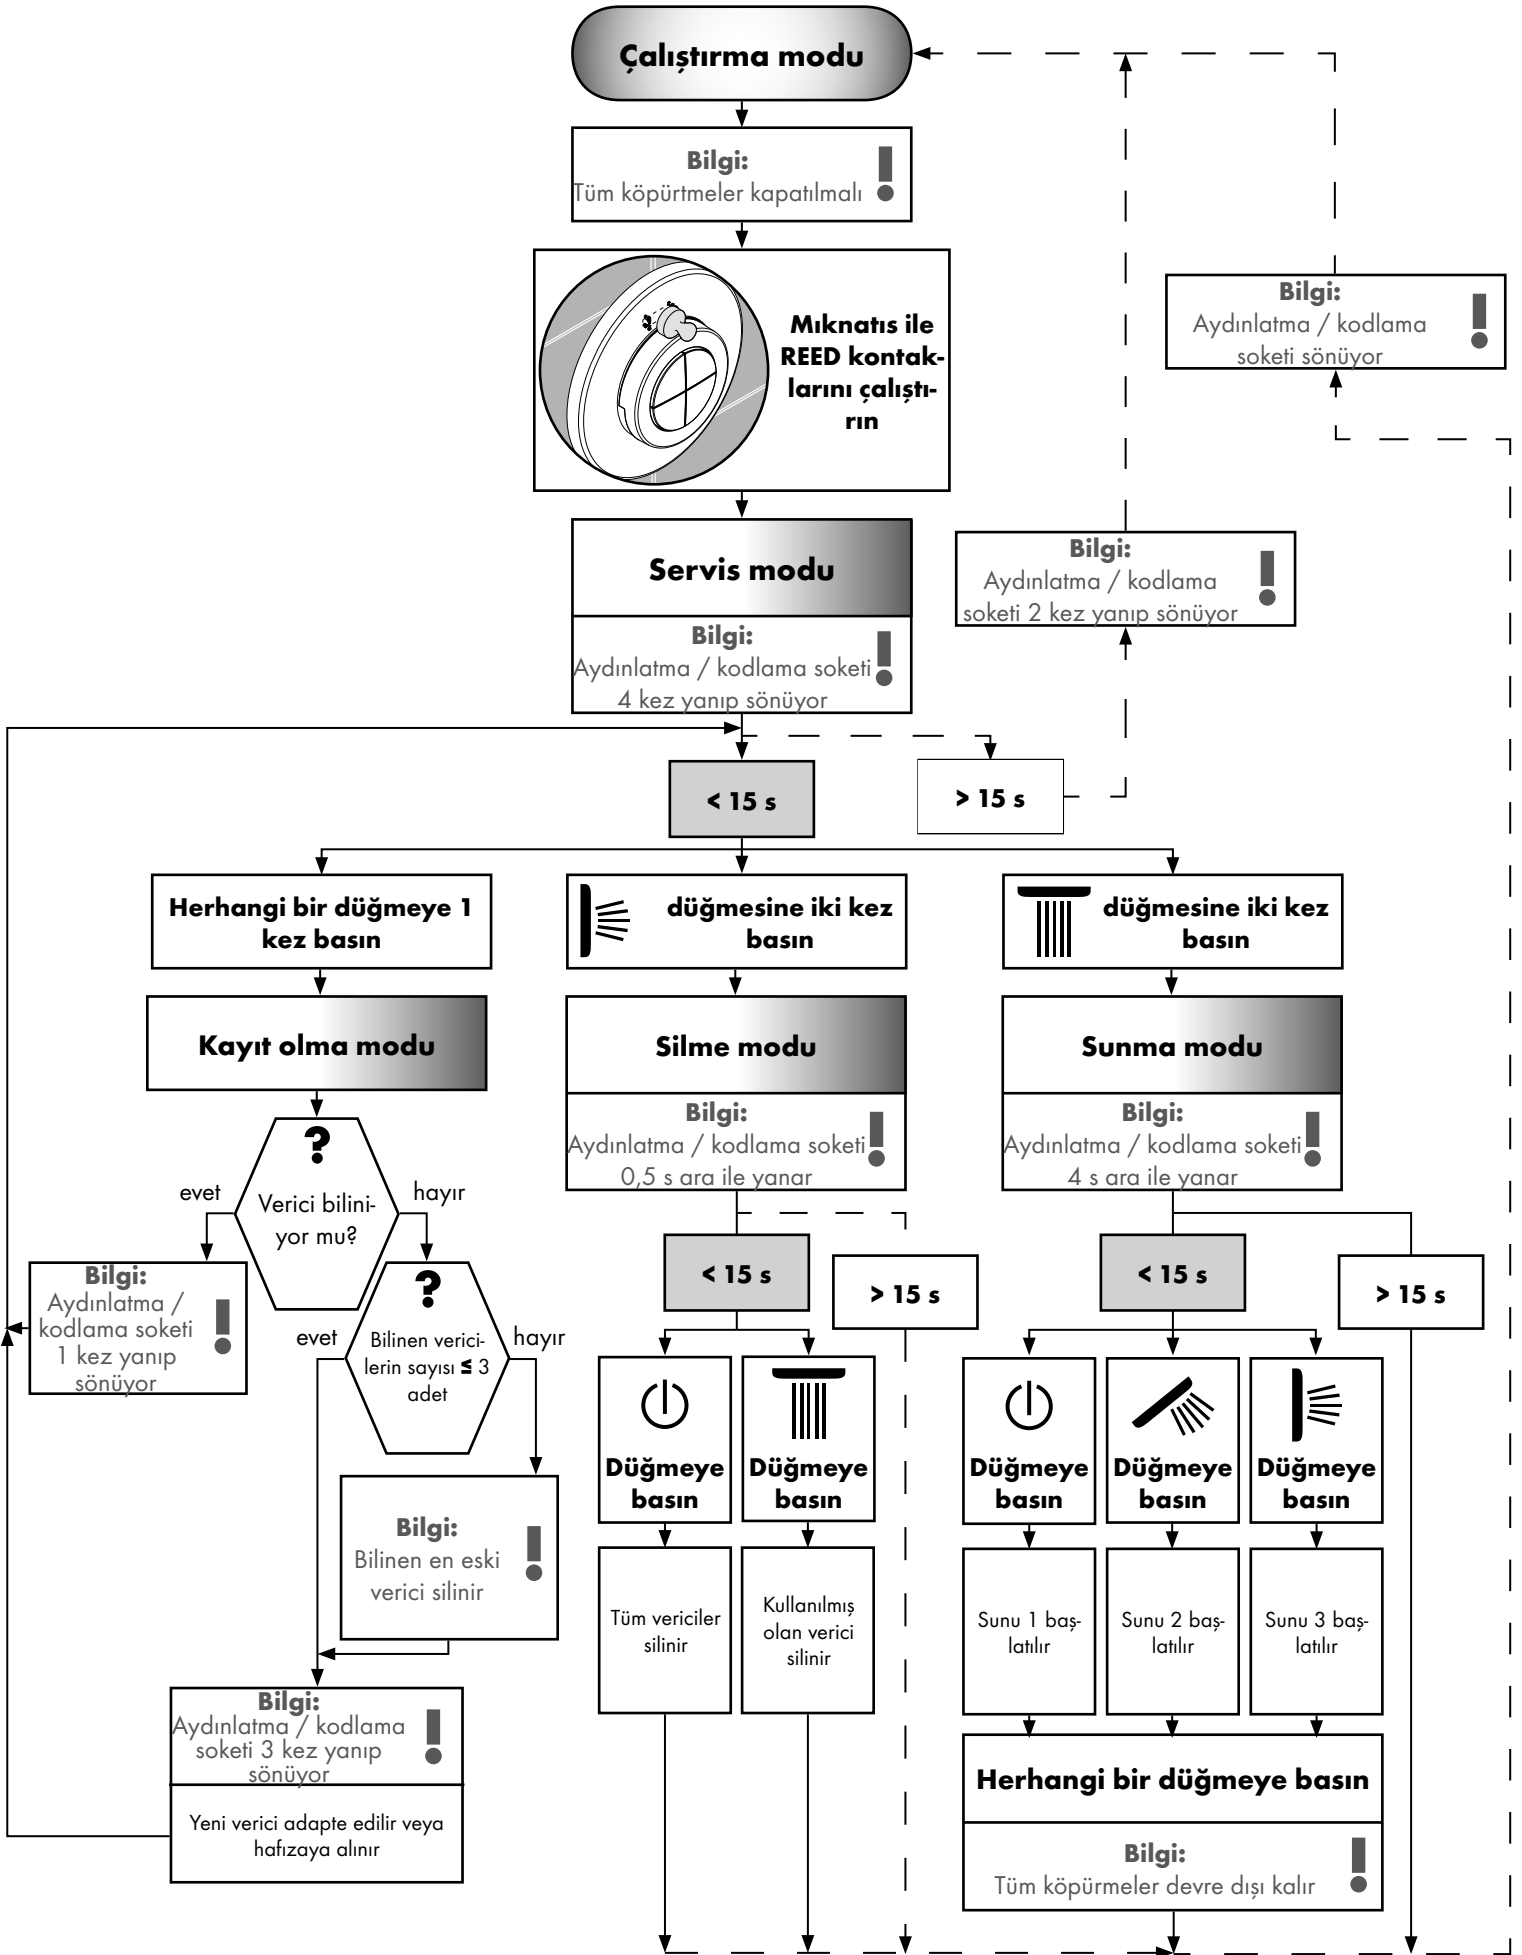 Çalıştırma modu
Bilgi:
Tüm köpürtmeler kapatılmalı
Mıknatıs ile
REED kontak-
larını çalıştı-
rın
Bilgi:
Aydınlatma / kodlama
soketi sönüyor
Servis modu
Bilgi:
Aydınlatma / kodlama soketi
4 kez yanıp sönüyor
Bilgi:
Aydınlatma / kodlama
soketi 2 kez yanıp sönüyor
< 15 s
> 15 s
Herhangi bir düğmeye 1
kez basın
düğmesine iki kez
basın
düğmesine iki kez
basın
Kayıt olma modu
Silme modu
Bilgi:
Aydınlatma / kodlama soketi
0,5 s ara ile yanar
Sunma modu
Bilgi:
Aydınlatma / kodlama soketi
4 s ara ile yanar
?
evet
Verici bilini-
yor mu?
hayır
Bilgi:
Aydınlatma /
kodlama soketi
1 kez yanıp
sönüyor
?
evet
Bilinen verici-
lerin sayısı ≤ 3
adet
hayır
Bilgi:
Bilinen en eski
verici silinir
Bilgi:
Aydınlatma / kodlama
soketi 3 kez yanıp
sönüyor
Yeni verici adapte edilir veya
hafızaya alınır
< 15 s
> 15 s
Düğmeye
basın
Düğmeye
basın
Tüm vericiler
silinir
Kullanılmış
olan verici
silinir
< 15 s
> 15 s
Düğmeye
basın
Düğmeye
basın
Düğmeye
basın
Sunu 1 baş-
latılır
Sunu 2 baş-
latılır
Sunu 3 baş-
latılır
Herhangi bir düğmeye basın
Bilgi:
Tüm köpürmeler devre dışı kalır